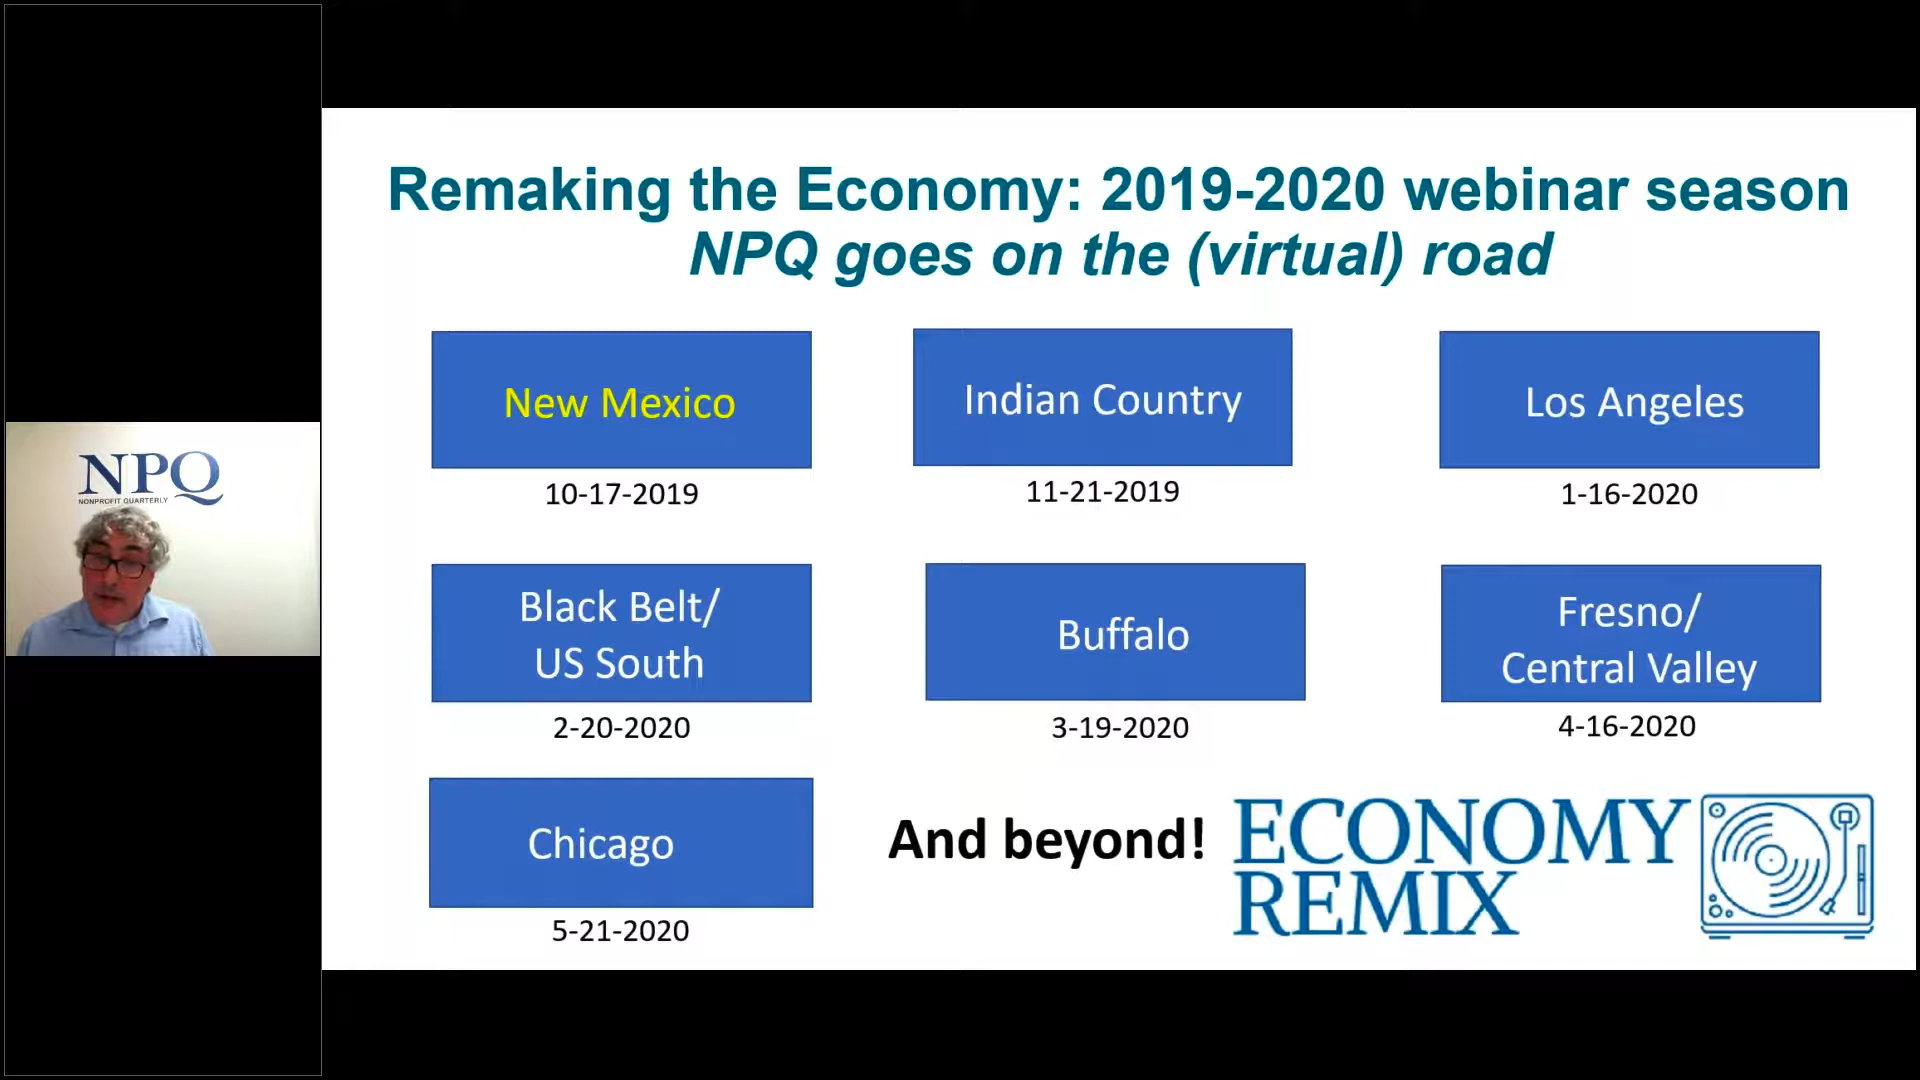 NPQ
NONPROFIT QUARTERLY
Remaking the Economy: 2019-2020 webinar season
NPQ goes on the (virtual) road
New Mexico
10-17-2019
Indian Country
11-21-2019
Los Angeles
1-16-2020
Black Belt/
US South
2-20-2020
Buffalo
3-19-2020
Fresno/
Central Valley
4-16-2020
Chicago
5-21-2020
And beyond!
ECONOMY
REMIX